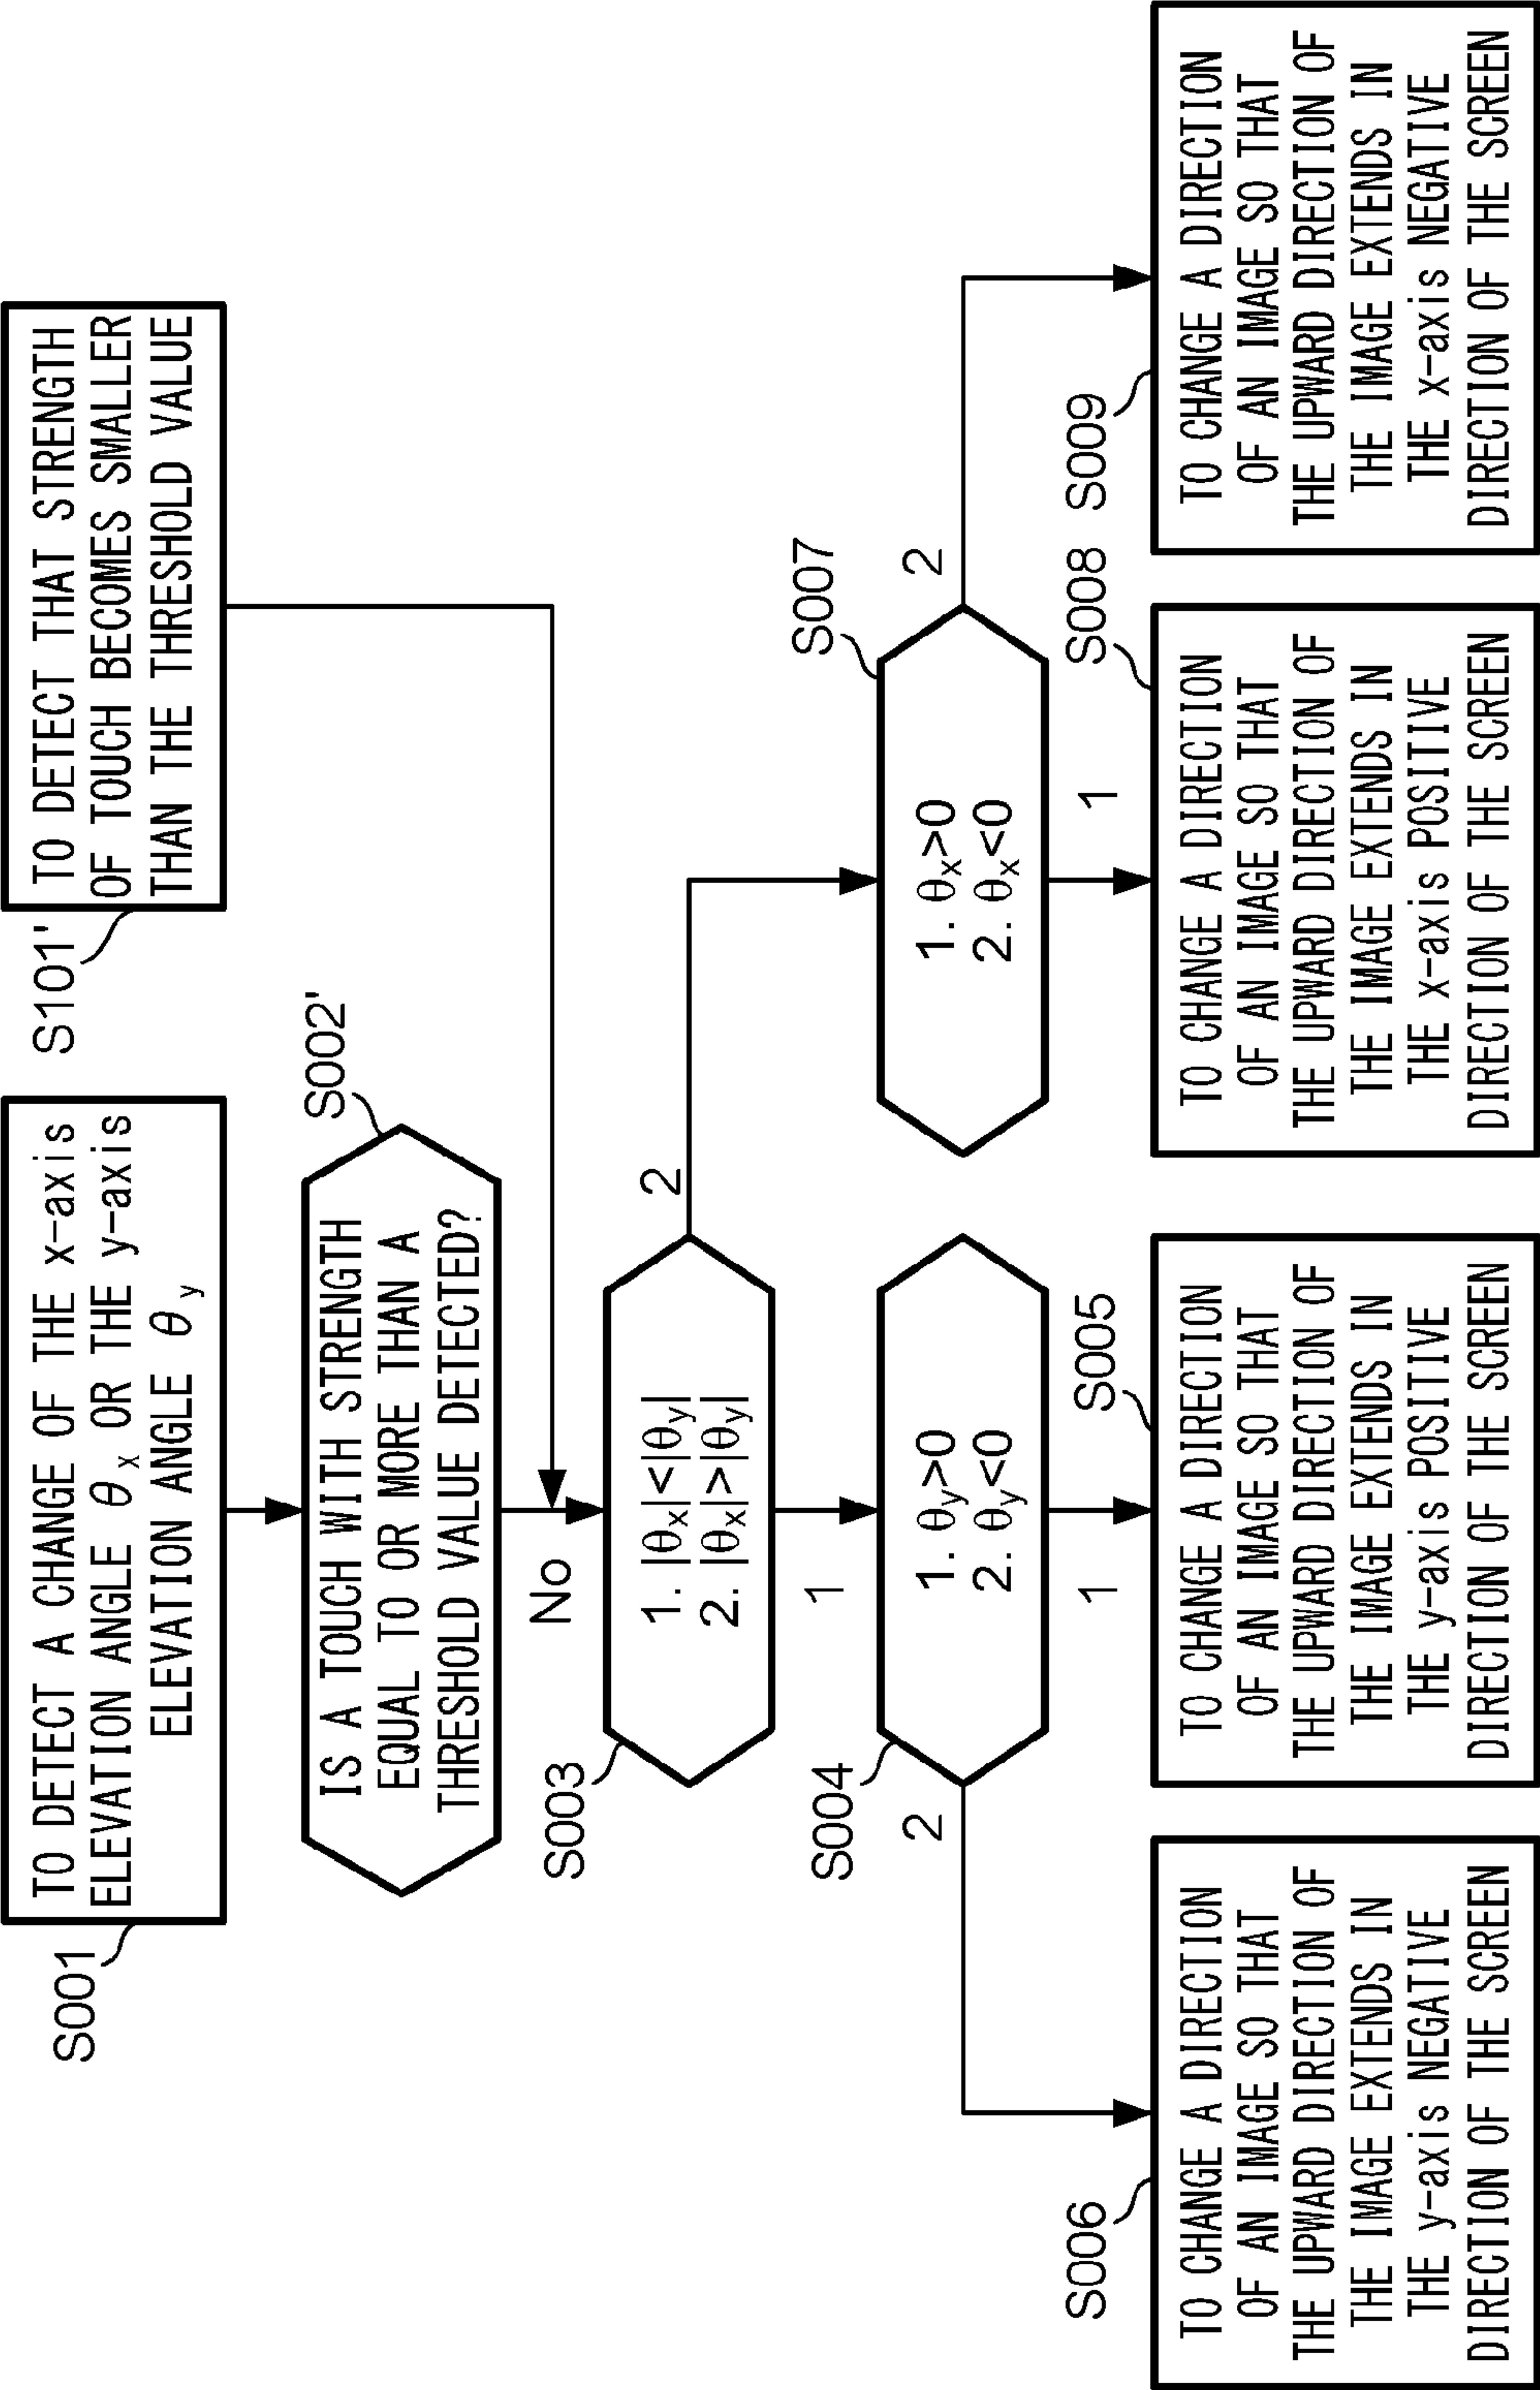 S001
TO DETECT A CHANGE OF THE x-axis
ELEVATION ANGLE θx OR THE y-axis
ELEVATION ANGLE θy
S101'
TO DETECT THAT STRENGTH
OF TOUCH BECOMES SMALLER
THAN THE THRESHOLD VALUE
S002'
IS A TOUCH WITH STRENGTH
EQUAL TO OR MORE THAN A
THRESHOLD VALUE DETECTED?
No
S003
1. |θx|<|θy|
2. |θx|>|θy|
2
1
S004
1. θy>0
2. θy<0
2
1
S007
1. θx>0
2. θx<0
2
1
S006
TO CHANGE A DIRECTION
OF AN IMAGE SO THAT
THE UPWARD DIRECTION OF
THE IMAGE EXTENDS IN
THE y-axis NEGATIVE
DIRECTION OF THE SCREEN
S005
TO CHANGE A DIRECTION
OF AN IMAGE SO THAT
THE UPWARD DIRECTION OF
THE IMAGE EXTENDS IN
THE y-axis POSITIVE
DIRECTION OF THE SCREEN
S008
TO CHANGE A DIRECTION
OF AN IMAGE SO THAT
THE UPWARD DIRECTION OF
THE IMAGE EXTENDS IN
THE x-axis POSITIVE
DIRECTION OF THE SCREEN
S009
TO CHANGE A DIRECTION
OF AN IMAGE SO THAT
THE UPWARD DIRECTION OF
THE IMAGE EXTENDS IN
THE x-axis NEGATIVE
DIRECTION OF THE SCREEN